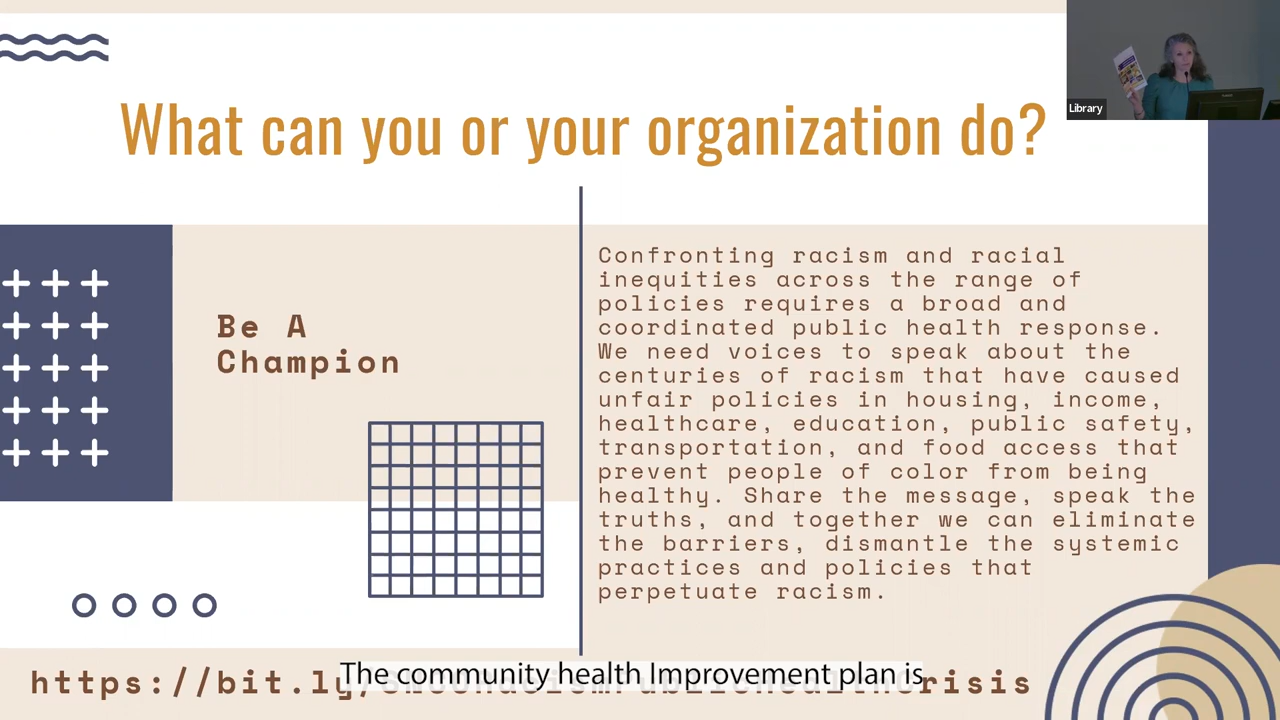 Library
What can you or your organization do?
Be A
Champion
Confronting racism and racial
inequities across the range of
policies requires a broad and
coordinated public health response.
We need voices to speak about the
centuries of racism that have caused
unfair policies in housing, income,
healthcare, education, public safety,
transportation, and food access that
prevent people of color from being
healthy. Share the message, speak the
truths, and together we can eliminate
the barriers, dismantle the systemic
practices and policies that
perpetuate racism.
The community health Improvement plan is